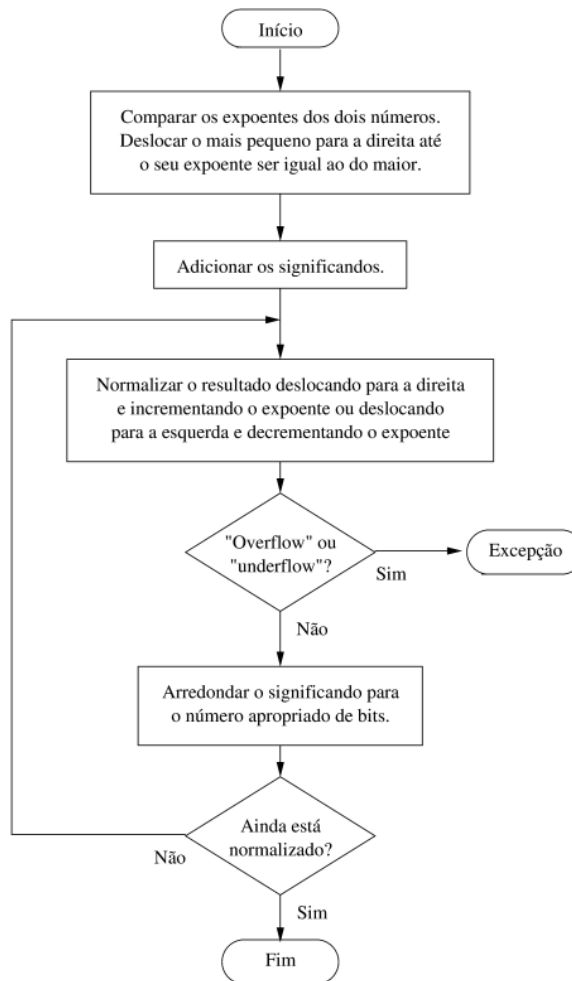 Início
Comparar os expoentes dos dois números.
Deslocar o mais pequeno para a direita até
o seu expoente ser igual ao do maior.
Adicionar os significandos.
Normalizar o resultado deslocando para a direita
e incrementando o expoente ou deslocando
para a esquerda e decrementando o expoente
"Overflow" ou
"underflow"?
Sim
Excepção
Não
Arredondar o significando para
o número apropriado de bits.
Ainda está
normalizado?
Não
Sim
Fim